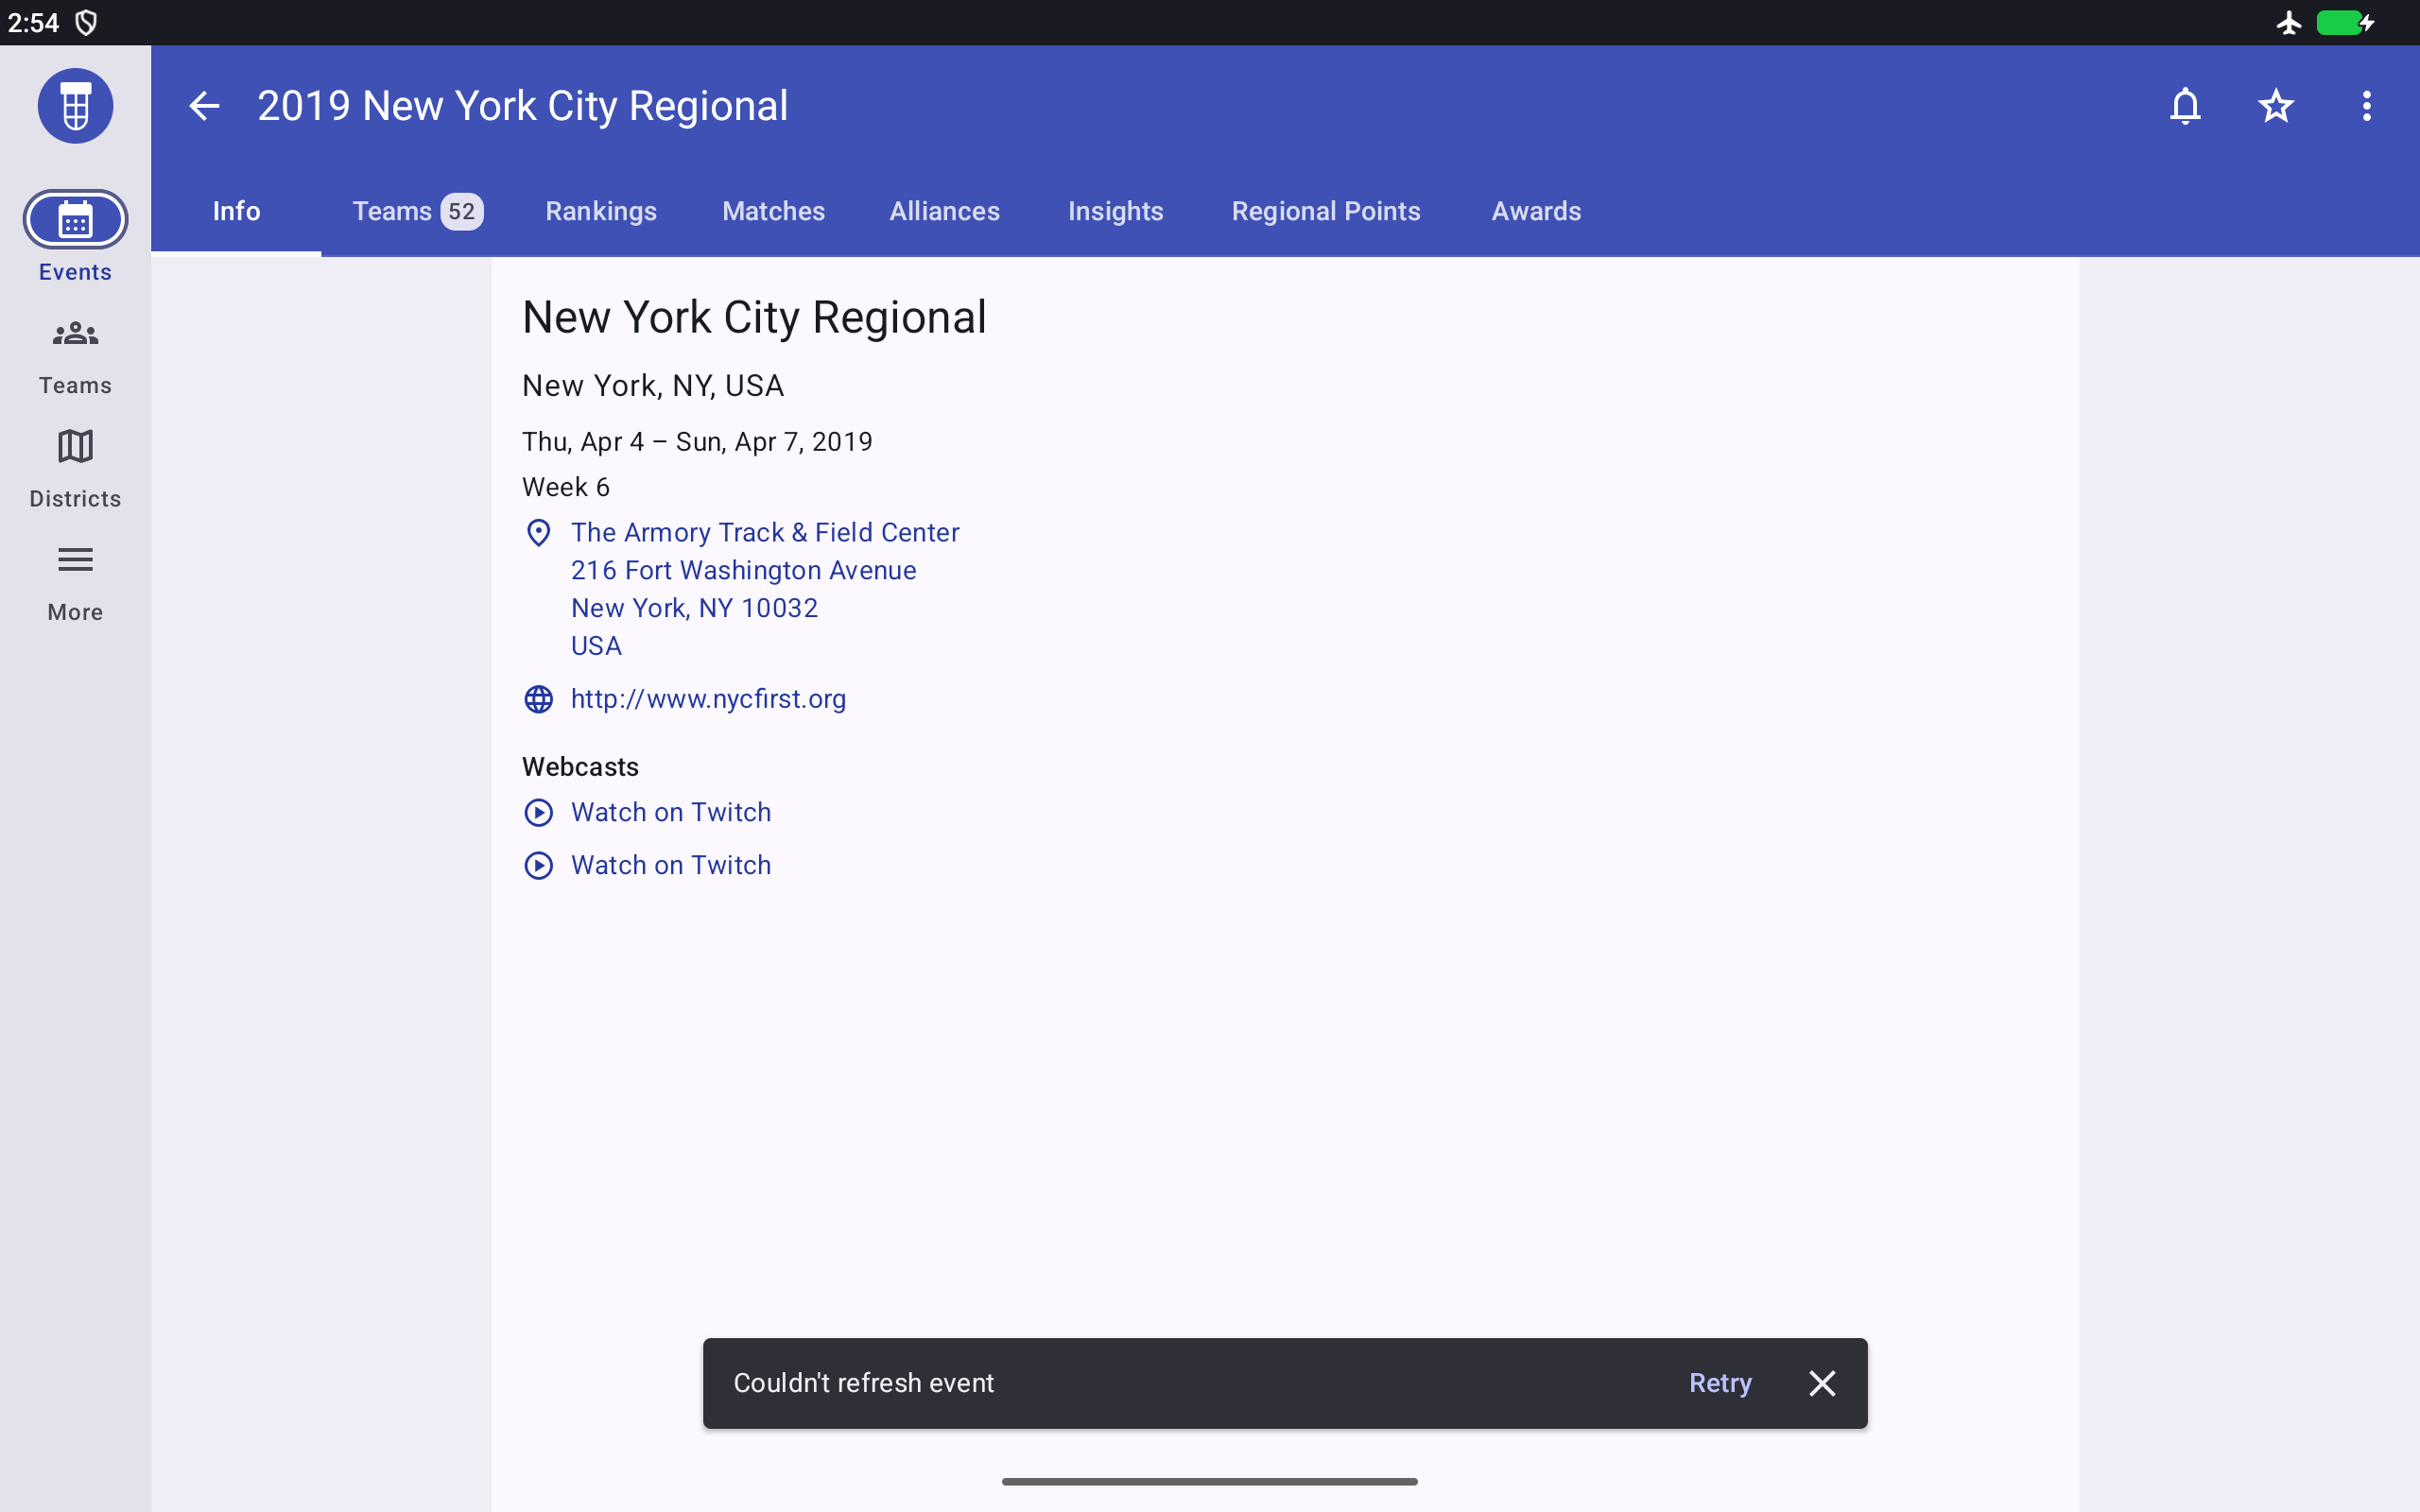 2:54
2019 New York City Regional
Info
Teams 52
Rankings
Matches
Alliances
Insights
Regional Points
Awards
Events
Teams
Districts
More
New York City Regional
New York, NY, USA
Thu, Apr 4 – Sun, Apr 7, 2019
Week 6
The Armory Track & Field Center
216 Fort Washington Avenue
New York, NY 10032
USA
http://www.nycfirst.org
Webcasts
Watch on Twitch
Watch on Twitch
Couldn't refresh event
Retry